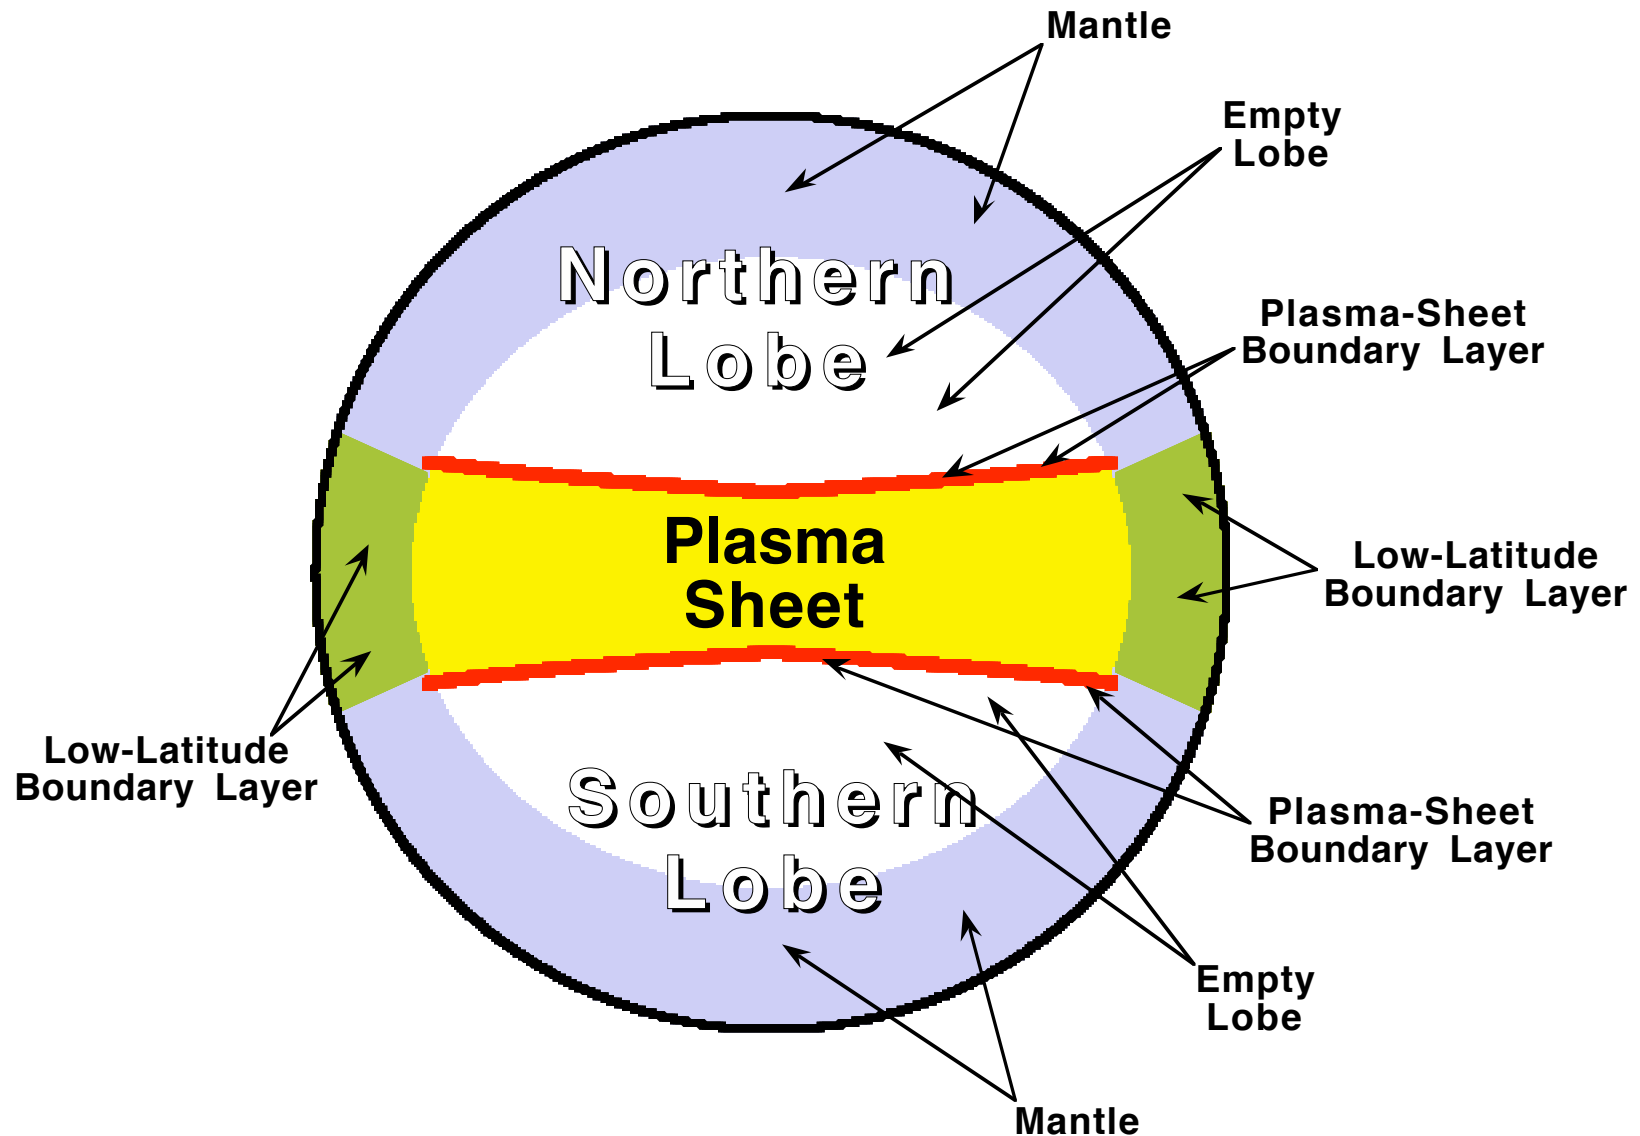 Mantle
Empty
Lobe
Northern
Lobe
Plasma-Sheet
Boundary Layer
Plasma
Sheet
Low-Latitude
Boundary Layer
Low-Latitude
Boundary Layer
Southern
Lobe
Plasma-Sheet
Boundary Layer
Empty
Lobe
Mantle